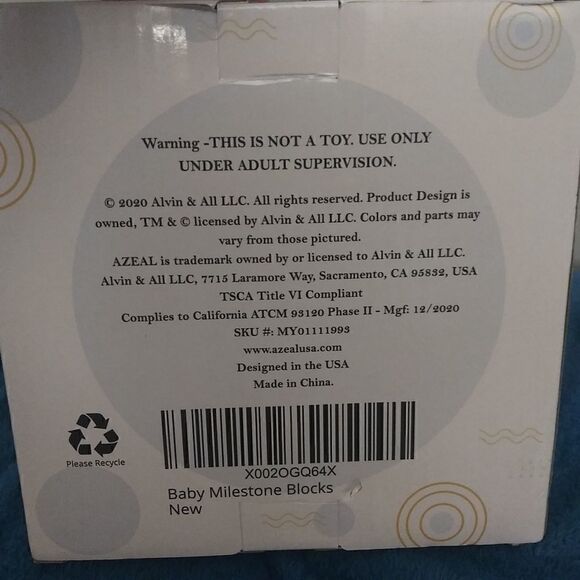 Warning -THIS IS NOT A TOY. USE ONLY
UNDER ADULT SUPERVISION.
© 2020 Alvin & All LLC. All rights reserved. Product Design is
owned, TM & © licensed by Alvin & All LLC. Colors and parts may
vary from those pictured.
AZEAL is trademark owned by or licensed to Alvin & All LLC.
Alvin & All LLC, 7715 Laramore Way, Sacramento, CA 95832, USA
TSCA Title VI Compliant
Complies to California ATCM 93120 Phase II - Mgf: 12/2020
SKU #: MY01111993
www.azealusa.com
Designed in the USA
Made in China.
Please Recycle
X002OGQ64X
Baby Milestone Blocks
New